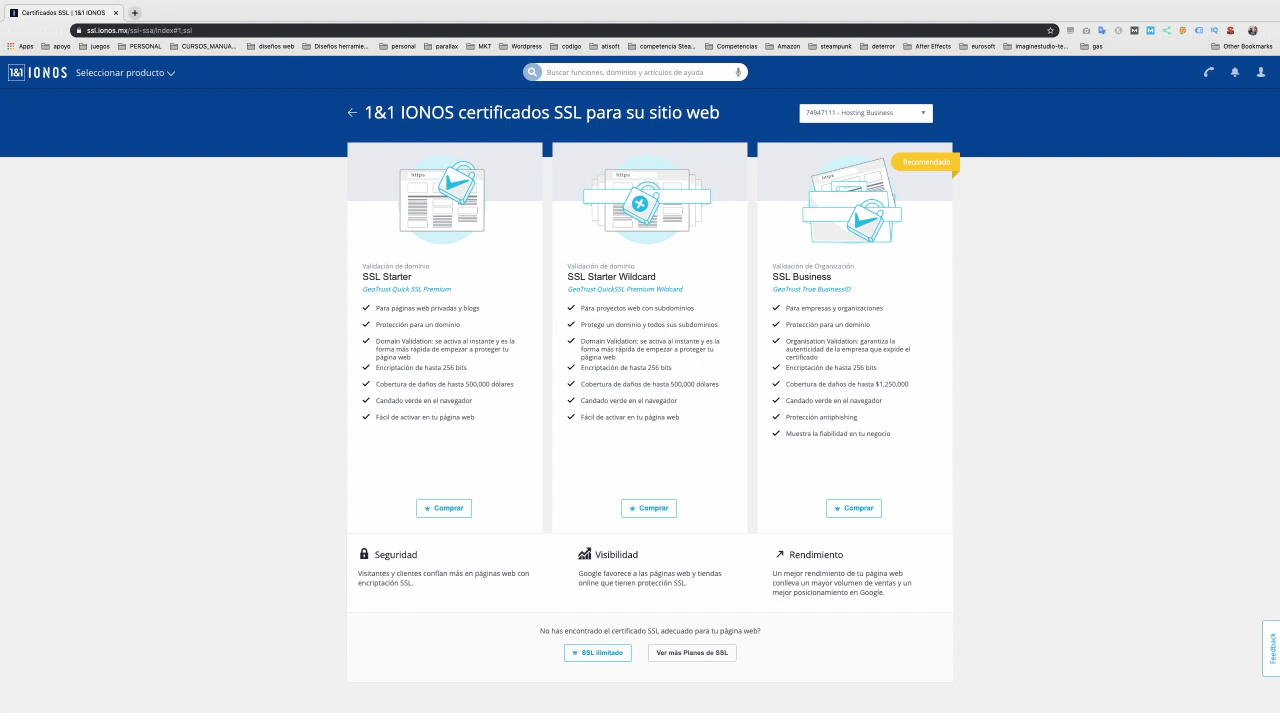 Certificados SSL | 1&1 IONOS
ssl.ionos.mx/ssl-ssa/index#1,ssl
Apps apoyo juegos PERSONAL CURSOS_MANUA... diseños web Diseños herramie... personal parallax MKT Wordpress codigo atisoft competencia Stea... Competencias Amazon steampunk deterror After Effects eurosoft imaginestudio-te... gas Other Bookmarks
1&1 IONOS Seleccionar producto
Buscar funciones, dominios y artículos de ayuda
1&1 IONOS certificados SSL para su sitio web
74947111 - Hosting Business
https
https
https
Recomendado
Validación de dominio
SSL Starter
GeoTrust Quick SSL Premium
Para páginas web privadas y blogs
Protección para un dominio
Domain Validation: se activa al instante y es la
forma más rápida de empezar a proteger tu
página web
Encriptación de hasta 256 bits
Cobertura de daños de hasta 500,000 dólares
Candado verde en el navegador
Fácil de activar en tu página web
Comprar
Validación de dominio
SSL Starter Wildcard
GeoTrust QuickSSL Premium Wildcard
Para proyectos web con subdominios
Protege un dominio y todos sus subdominios
Domain Validation: se activa al instante y es la
forma más rápida de empezar a proteger tu
página web
Encriptación de hasta 256 bits
Cobertura de daños de hasta 500,000 dólares
Candado verde en el navegador
Fácil de activar en tu página web
Comprar
Validación de Organización
SSL Business
GeoTrust True BusinessID
Para empresas y organizaciones
Protección para un dominio
Organisation Validation: garantiza la
autenticidad de la empresa que expide el
certificado
Encriptación de hasta 256 bits
Cobertura de daños de hasta $1,250,000
Candado verde en el navegador
Protección antiphishing
Muestra la fiabilidad en tu negocio
Comprar
Seguridad
Visitantes y clientes confían más en páginas web con
encriptación SSL.
Visibilidad
Google favorece a las páginas web y tiendas
online que tienen protección SSL.
Rendimiento
Un mejor rendimiento de tu página web
conlleva un mayor volumen de ventas y un
mejor posicionamiento en Google.
No has encontrado el certificado SSL adecuado para tu página web?
SSL ilimitado
Ver más Planes de SSL
Feedback